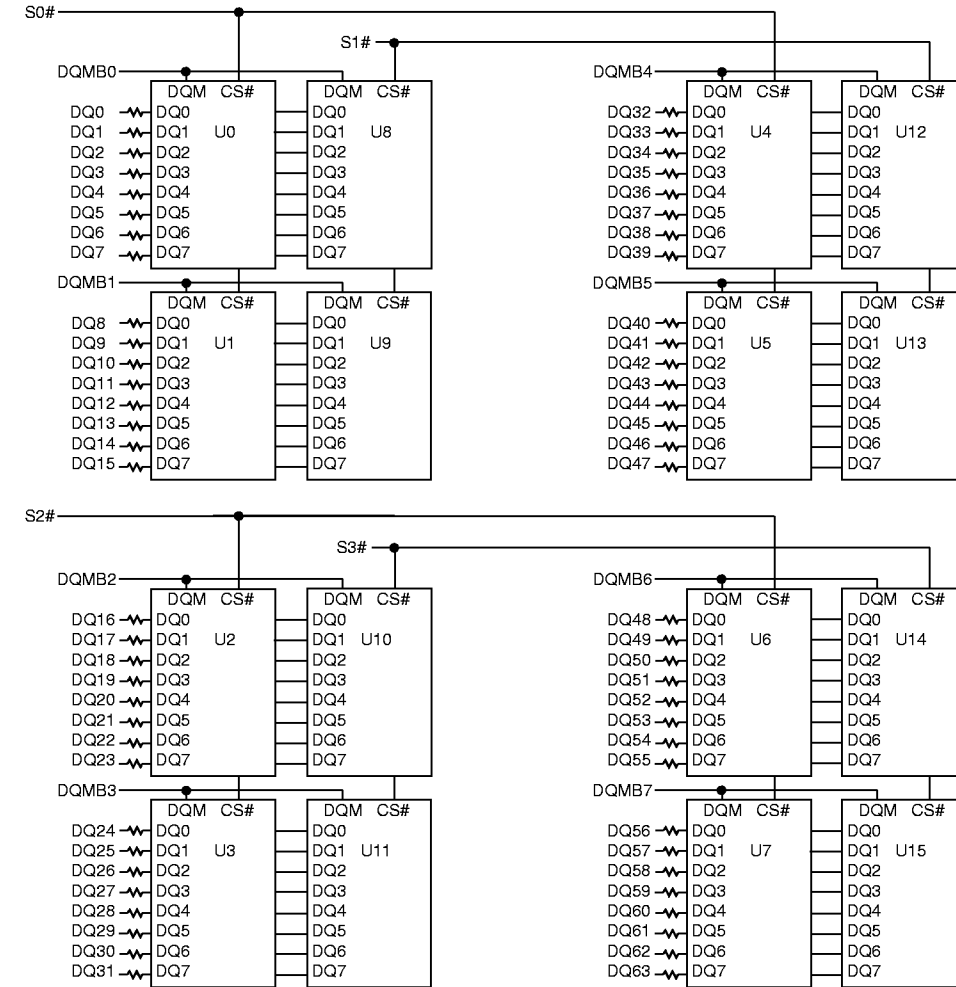 S0#
S1#
DQMB0 DQMB4
DQM CS# DQM CS# DQM CS# DQM CS#
DQ0 DQ0 DQ0 DQ32 DQ0 DQ0
DQ1 DQ1 U0 DQ1 U8 DQ33 DQ1 U4 DQ1 U12
DQ2 DQ2 DQ2 DQ34 DQ2 DQ2
DQ3 DQ3 DQ3 DQ35 DQ3 DQ3
DQ4 DQ4 DQ4 DQ36 DQ4 DQ4
DQ5 DQ5 DQ5 DQ37 DQ5 DQ5
DQ6 DQ6 DQ6 DQ38 DQ6 DQ6
DQ7 DQ7 DQ7 DQ39 DQ7 DQ7
DQMB1 DQMB5
DQM CS# DQM CS# DQM CS# DQM CS#
DQ8 DQ0 DQ0 DQ40 DQ0 DQ0
DQ9 DQ1 U1 DQ1 U9 DQ41 DQ1 U5 DQ1 U13
DQ10 DQ2 DQ2 DQ42 DQ2 DQ2
DQ11 DQ3 DQ3 DQ43 DQ3 DQ3
DQ12 DQ4 DQ4 DQ44 DQ4 DQ4
DQ13 DQ5 DQ5 DQ45 DQ5 DQ5
DQ14 DQ6 DQ6 DQ46 DQ6 DQ6
DQ15 DQ7 DQ7 DQ47 DQ7 DQ7
S2#
S3#
DQMB2 DQMB6
DQM CS# DQM CS# DQM CS# DQM CS#
DQ16 DQ0 DQ0 DQ48 DQ0 DQ0
DQ17 DQ1 U2 DQ1 U10 DQ49 DQ1 U6 DQ1 U14
DQ18 DQ2 DQ2 DQ50 DQ2 DQ2
DQ19 DQ3 DQ3 DQ51 DQ3 DQ3
DQ20 DQ4 DQ4 DQ52 DQ4 DQ4
DQ21 DQ5 DQ5 DQ53 DQ5 DQ5
DQ22 DQ6 DQ6 DQ54 DQ6 DQ6
DQ23 DQ7 DQ7 DQ55 DQ7 DQ7
DQMB3 DQMB7
DQM CS# DQM CS# DQM CS# DQM CS#
DQ24 DQ0 DQ0 DQ56 DQ0 DQ0
DQ25 DQ1 U3 DQ1 U11 DQ57 DQ1 U7 DQ1 U15
DQ26 DQ2 DQ2 DQ58 DQ2 DQ2
DQ27 DQ3 DQ3 DQ59 DQ3 DQ3
DQ28 DQ4 DQ4 DQ60 DQ4 DQ4
DQ29 DQ5 DQ5 DQ61 DQ5 DQ5
DQ30 DQ6 DQ6 DQ62 DQ6 DQ6
DQ31 DQ7 DQ7 DQ63 DQ7 DQ7